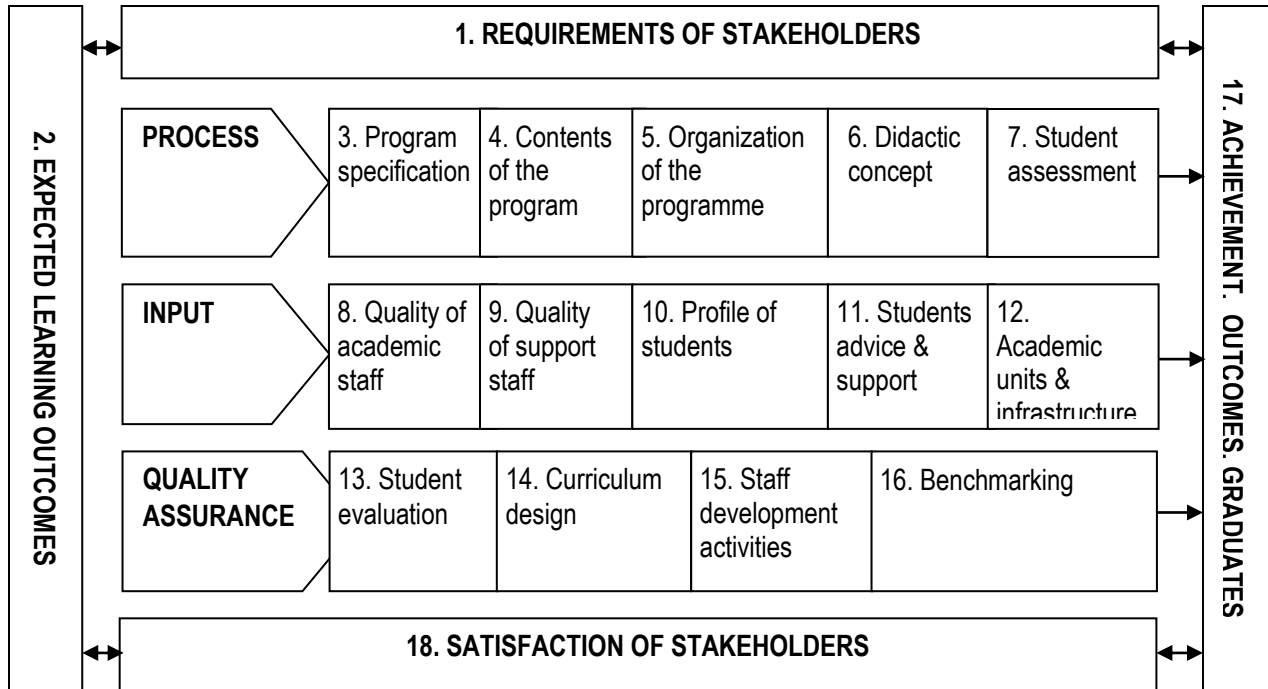 1. REQUIREMENTS OF STAKEHOLDERS
2. EXPECTED LEARNING OUTCOMES
PROCESS
3. Program
specification
4. Contents
of the
program
5. Organization
of the
programme
6. Didactic
concept
7. Student
assessment
INPUT
8. Quality of
academic
staff
9. Quality
of support
staff
10. Profile of
students
11. Students
advice &
support
12.
Academic
units &
infrastructure
QUALITY
ASSURANCE
13. Student
evaluation
14. Curriculum
design
15. Staff
development
activities
16. Benchmarking
17. ACHIEVEMENT. OUTCOMES. GRADUATES
18. SATISFACTION OF STAKEHOLDERS